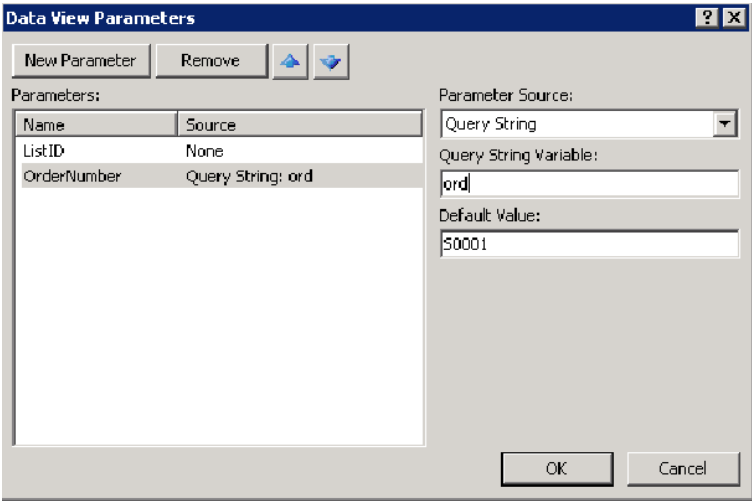 Data View Parameters
New Parameter Remove
Parameters:
Name Source
ListID None
OrderNumber Query String: ord
Parameter Source:
Query String
Query String Variable:
ord
Default Value:
S0001
OK Cancel